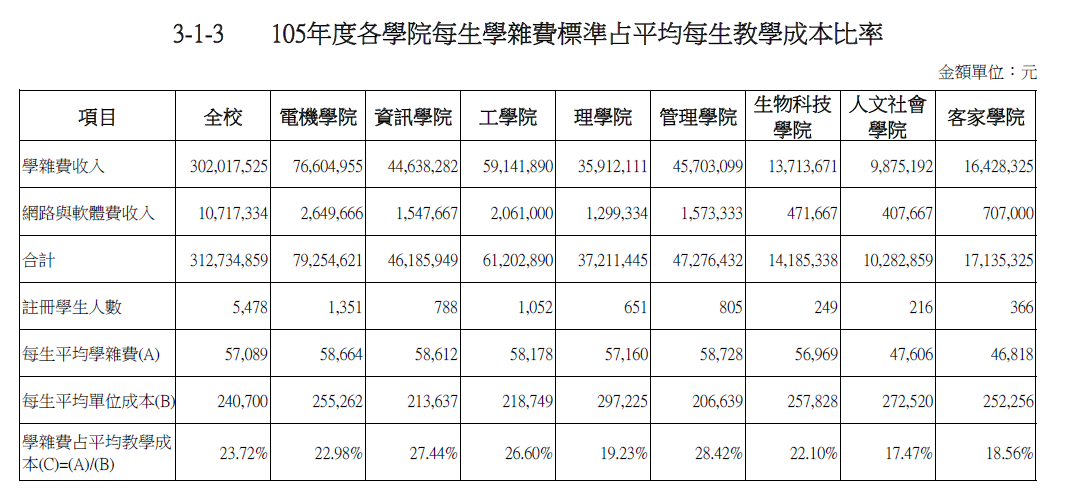 3-1-3 105年度各學院每生學雜費標準占平均每生教學成本比率
金額單位：元
項目 全校 電機學院 資訊學院 工學院 理學院 管理學院 生物科技學院 人文社會學院 客家學院
學雜費收入 302,017,525 76,604,955 44,638,282 59,141,890 35,912,111 45,703,099 13,713,671 9,875,192 16,428,325
網路與軟體費收入 10,717,334 2,649,666 1,547,667 2,061,000 1,299,334 1,573,333 471,667 407,667 707,000
合計 312,734,859 79,254,621 46,185,949 61,202,890 37,211,445 47,276,432 14,185,338 10,282,859 17,135,325
註冊學生人數 5,478 1,351 788 1,052 651 805 249 216 366
每生平均學雜費(A) 57,089 58,664 58,612 58,178 57,160 58,728 56,969 47,606 46,818
每生平均單位成本(B) 240,700 255,262 213,637 218,749 297,225 206,639 257,828 272,520 252,256
學雜費占平均教學成本(C)=(A)/(B) 23.72% 22.98% 27.44% 26.60% 19.23% 28.42% 22.10% 17.47% 18.56%